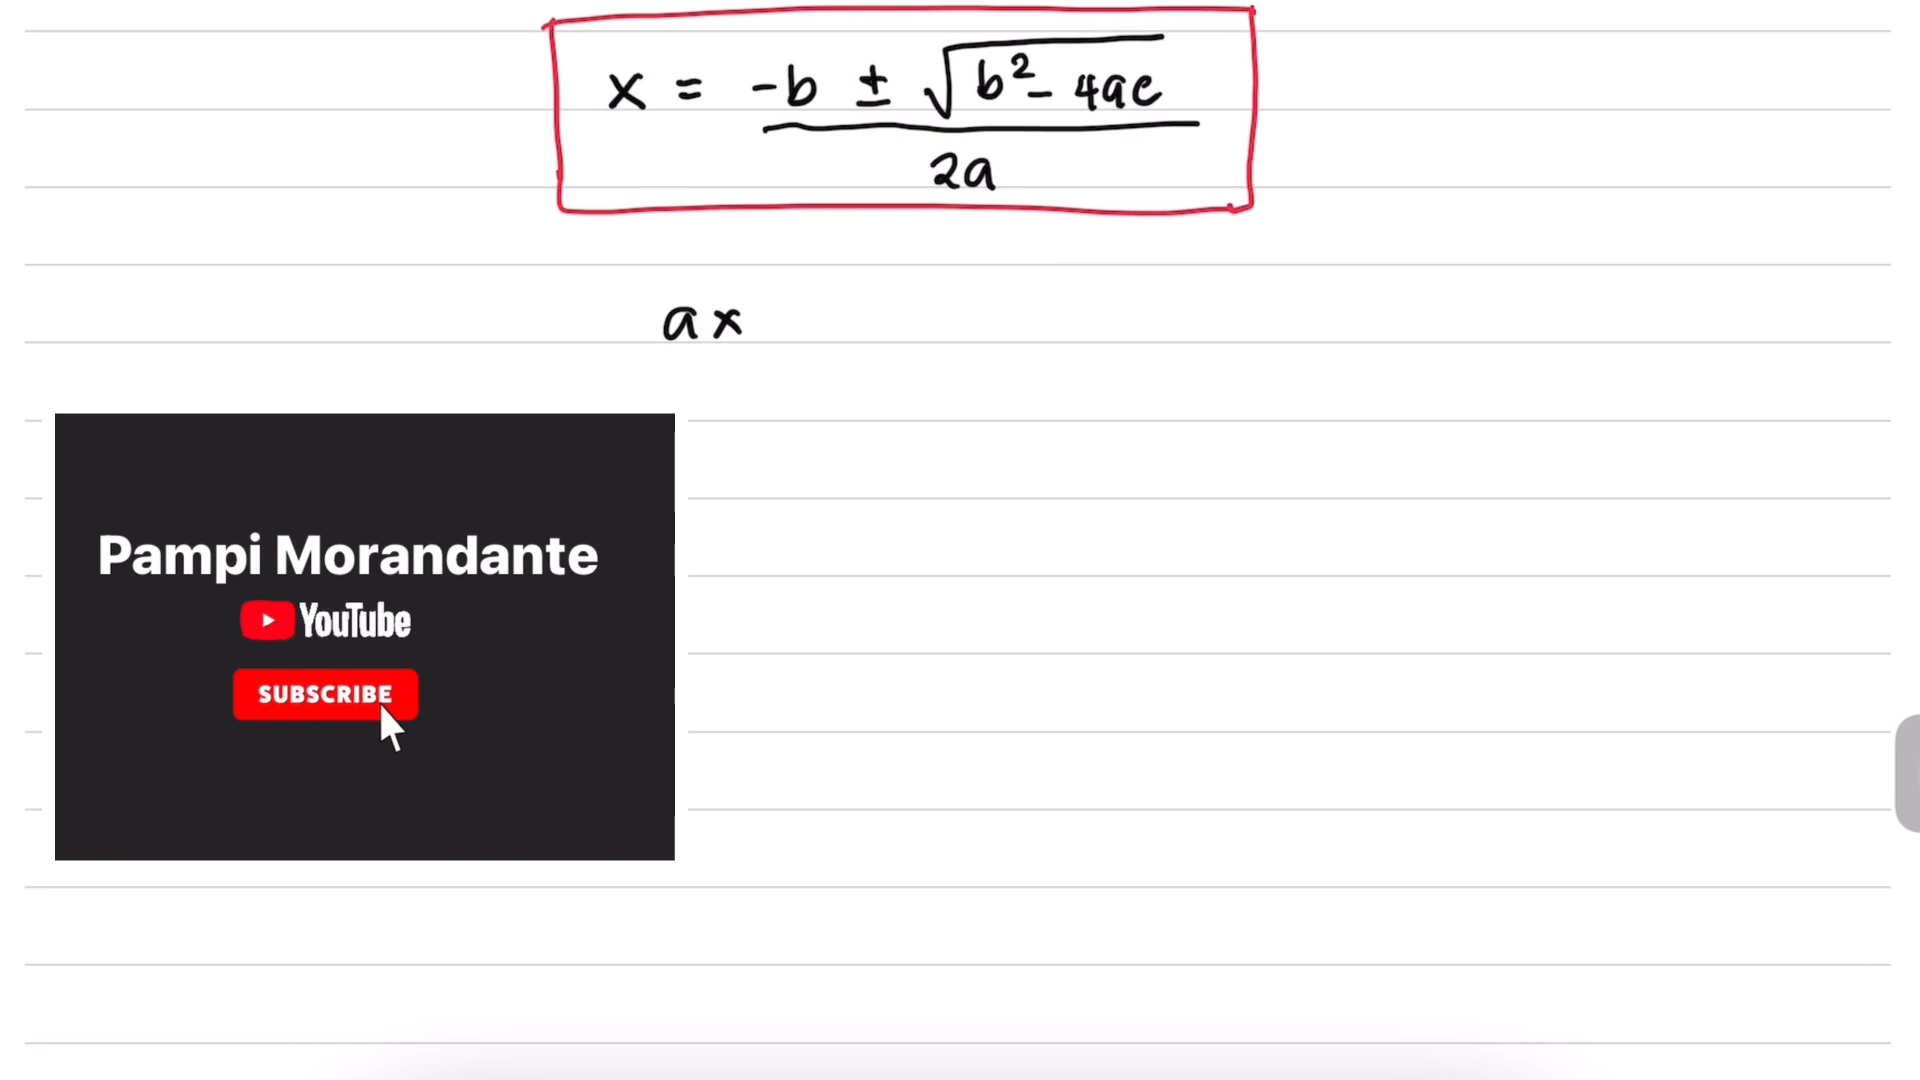 x = -b ± √b² - 4ac
2a
ax
Pampi Morandante
YouTube
SUBSCRIBE